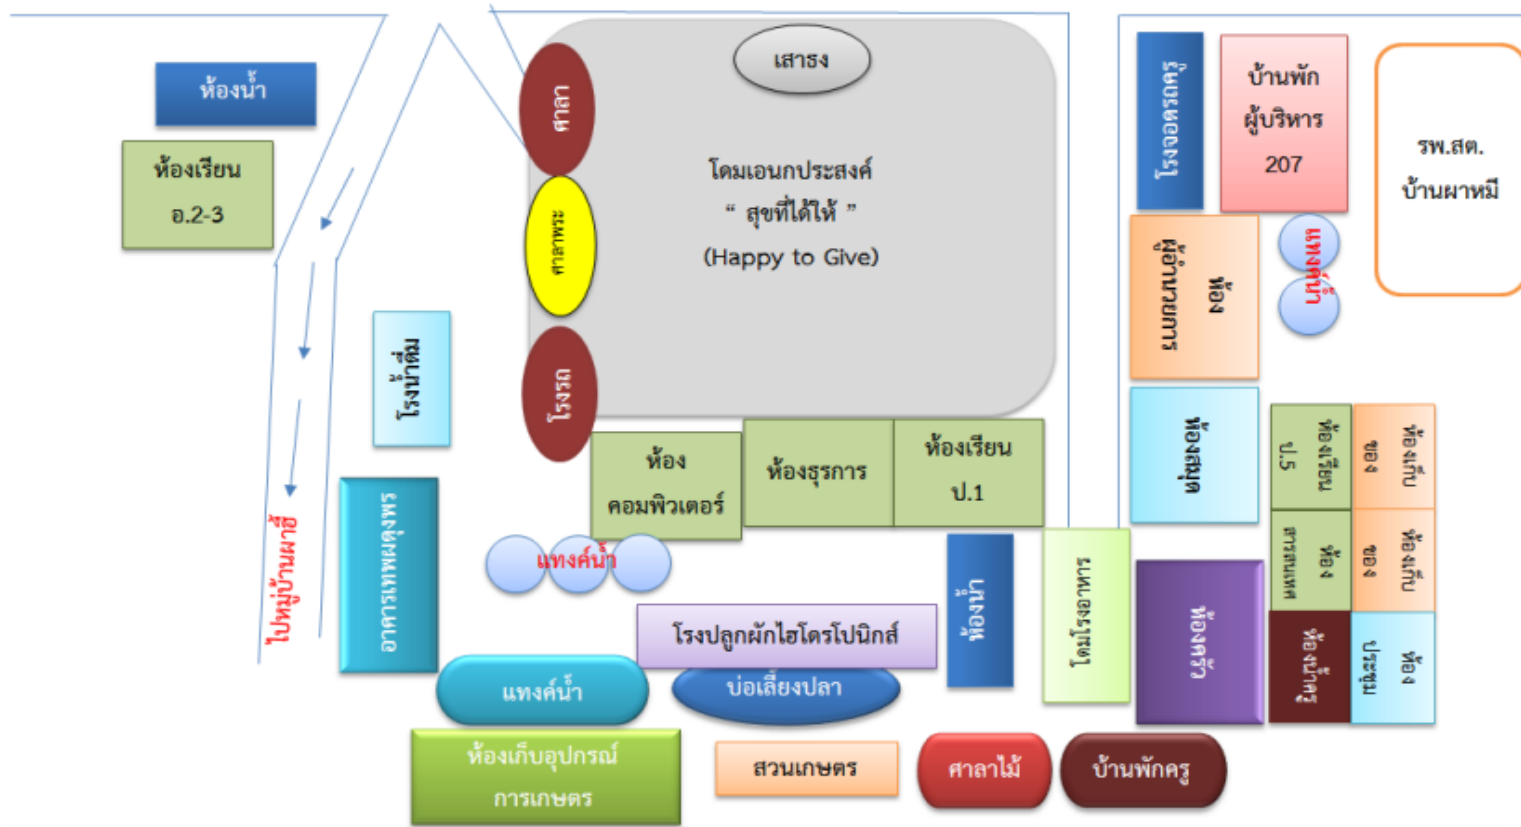 เสาธง
ห้องน้ำ
ศาลา
โรงจอดรถครู
บ้านพัก
ผู้บริหาร
207
รพ.สต.
บ้านผาหมี
ห้องเรียน
อ.2-3
โดมเอนกประสงค์
“ สุขที่ได้ให้ ”
(Happy to Give)
ศาลาพระ
ห้อง
ผู้อำนวยการ
แทงค์น้ำ
โรงน้ำดื่ม
โรงรถ
ห้อง
คอมพิวเตอร์
ห้องธุรการ
ห้องเรียน
ป.1
ห้องสมุด
ห้องเรียน
ป.5
ห้องเก็บ
ของ
ไปหมู่บ้านผาฮี้
อาคารเทพผดุงพร
แทงค์น้ำ
ห้องน้ำ
โดมโรงอาหาร
ห้องครัว
ห้อง
สารสนเทศ
ห้องเก็บ
ของ
โรงปลูกผักไฮโดรโปนิกส์
ห้องน้ำครู
ห้อง
ประชุม
แทงค์น้ำ
บ่อเลี้ยงปลา
ห้องเก็บอุปกรณ์
การเกษตร
สวนเกษตร
ศาลาไม้
บ้านพักครู